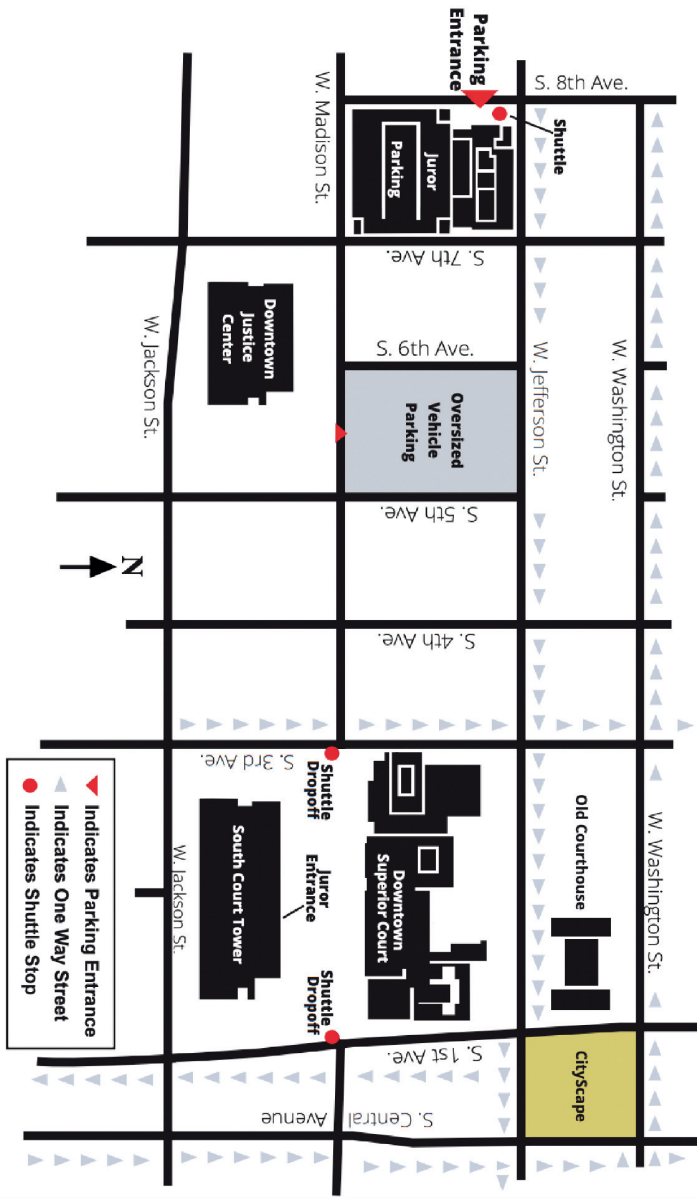 Parking
Entrance
S. 8th Ave.
Shuttle
Juror
Parking
W. Madison St.
S. 7th Ave.
Downtown
Justice
Center
W. Jackson St.
S. 6th Ave.
Oversized
Vehicle
Parking
W. Jefferson St.
W. Washington St.
S. 5th Ave.
N
S. 4th Ave.
S. 3rd Ave.
Shuttle
Dropoff
South Court Tower
Juror
Entrance
Downtown
Superior Court
Old Courthouse
W. Washington St.
W. Jackson St.
Shuttle
Dropoff
S. 1st Ave.
CityScape
S. Central Avenue
Indicates Parking Entrance
Indicates One Way Street
Indicates Shuttle Stop